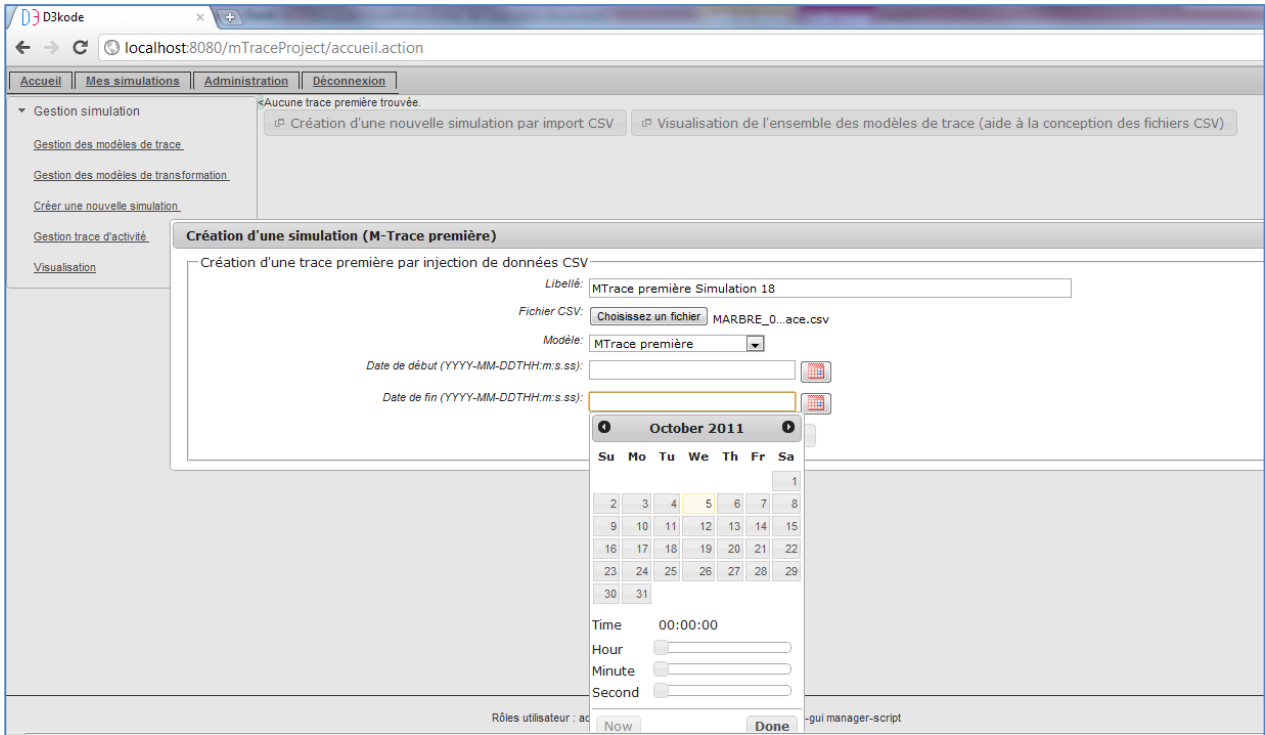 D3kode
localhost:8080/mTraceProject/accueil.action
Accueil Mes simulations Administration Déconnexion
Gestion simulation
Gestion des modèles de trace
Gestion des modèles de transformation
Créer une nouvelle simulation
Gestion trace d'activité
Visualisation
<Aucune trace première trouvée.
Création d'une nouvelle simulation par import CSV Visualisation de l'ensemble des modèles de trace (aide à la conception des fichiers CSV)
Création d'une simulation (M-Trace première)
Création d'une trace première par injection de données CSV
Libellé: MTrace première Simulation 18
Fichier CSV: Choisissez un fichier MARBRE_0...ace.csv
Modèle: MTrace première
Date de début (YYYY-MM-DDTHH:m:s.ss):
Date de fin (YYYY-MM-DDTHH:m:s.ss):
October 2011
Su Mo Tu We Th Fr Sa
1
2 3 4 5 6 7 8
9 10 11 12 13 14 15
16 17 18 19 20 21 22
23 24 25 26 27 28 29
30 31
Time 00:00:00
Hour
Minute
Second
Now Done
Rôles utilisateur : -gui manager-script